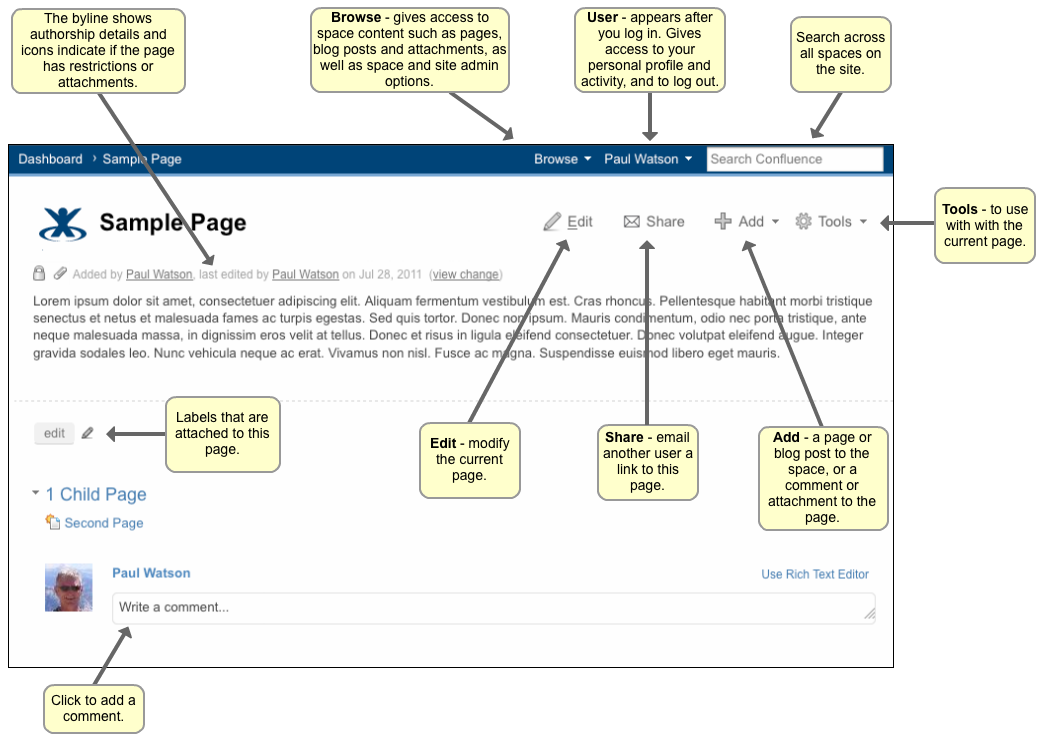 The byline shows
authorship details and
icons indicate if the page
has restrictions or
attachments.
Browse - gives access to
space content such as pages,
blog posts and attachments, as
well as space and site admin
options.
User - appears after
you log in. Gives
access to your
personal profile and
activity, and to log out.
Search across
all spaces on
the site.
Dashboard › Sample Page
Browse
Paul Watson
Search Confluence
Sample Page
Edit
Share
Add
Tools
Tools - to use
with with the
current page.
Added by Paul Watson, last edited by Paul Watson on Jul 28, 2011 (view change)
Lorem ipsum dolor sit amet, consectetuer adipiscing elit. Aliquam fermentum vestibulum est. Cras rhoncus. Pellentesque habitant morbi tristique
senectus et netus et malesuada fames ac turpis egestas. Sed quis tortor. Donec non ipsum. Mauris condimentum, odio nec porta tristique, ante
neque malesuada massa, in dignissim eros velit at tellus. Donec et risus in ligula eleifend consectetuer. Donec volutpat eleifend augue. Integer
gravida sodales leo. Nunc vehicula neque ac erat. Vivamus non nisl. Fusce ac magna. Suspendisse euismod libero eget mauris.
edit
Labels that are
attached to this
page.
Edit - modify
the current
page.
Share - email
another user a
link to this
page.
Add - a page or
blog post to the
space, or a
comment or
attachment to the
page.
1 Child Page
Second Page
Paul Watson
Use Rich Text Editor
Write a comment...
Click to add a
comment.